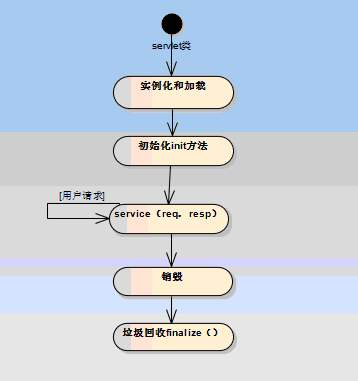 servlet类
实例化和加载
初始化init方法
[用户请求]
service（req，resp）
销毁
垃圾回收finalize（）